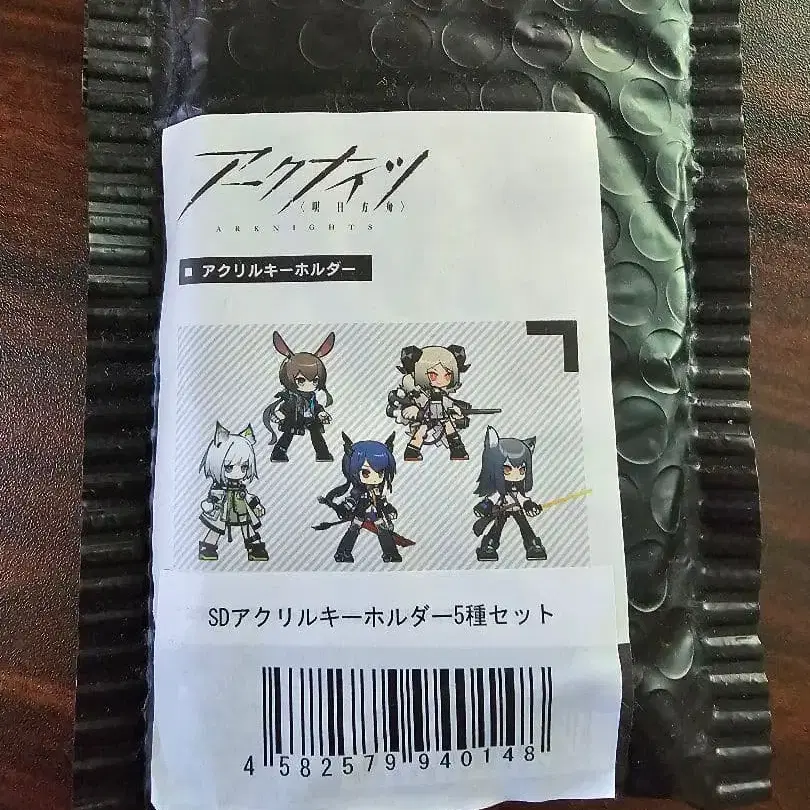 アークナイツ
〈明日方舟〉
ARKNIGHTS
■ アクリルキーホルダー
SDアクリルキーホルダー5種セット
4 582579 940148